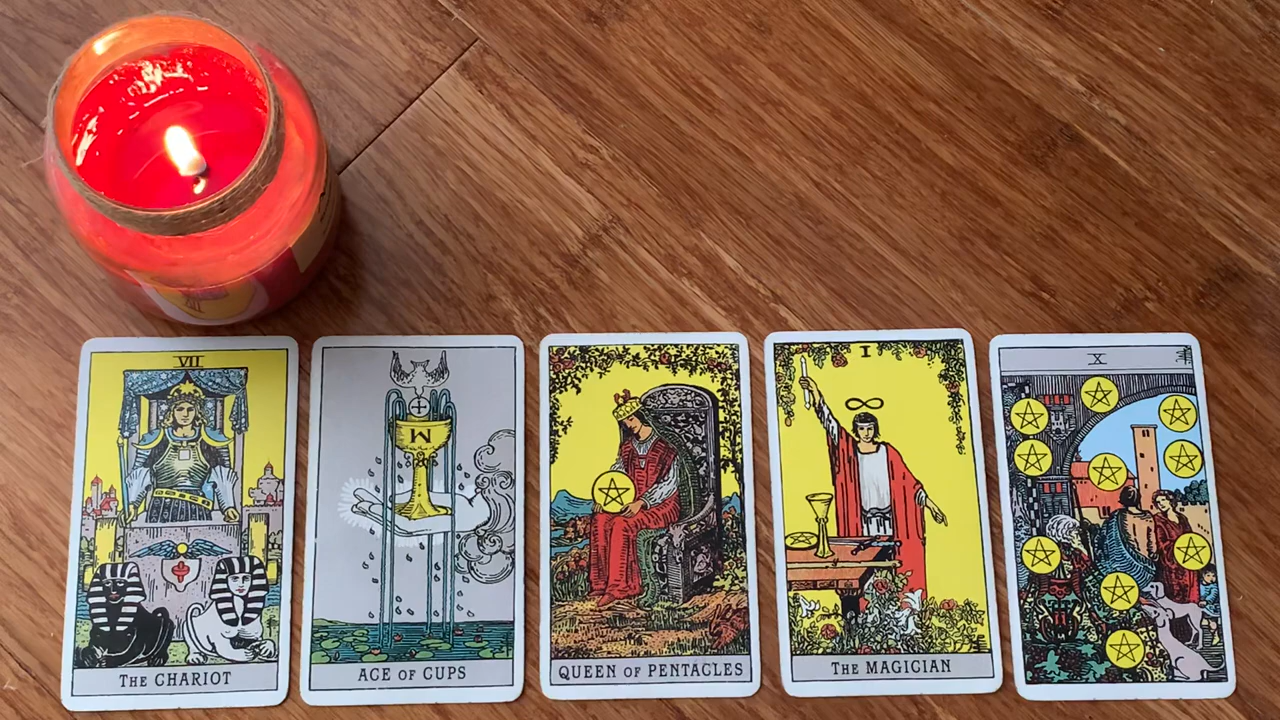 VII
THE CHARIOT
W
ACE OF CUPS
QUEEN OF PENTACLES
I
THE MAGICIAN
X